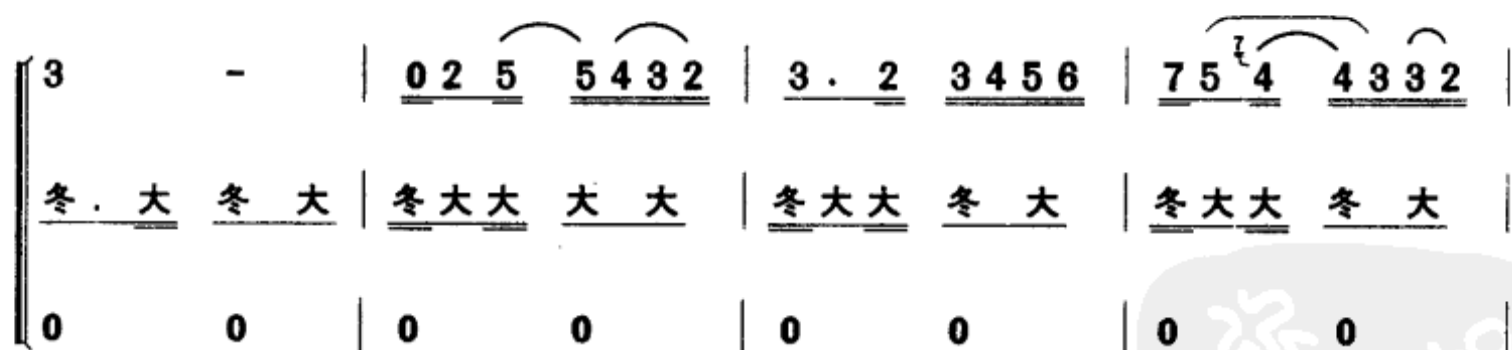 3 - | 0 2 5 5 4 3 2 | 3 . 2 3 4 5 6 | 7 5 7 4 4 3 3 2 |
冬 . 大 冬 大 | 冬 大 大 大 大 | 冬 大 大 冬 大 | 冬 大 大 冬 大 |
0 0 | 0 0 | 0 0 | 0 0 |